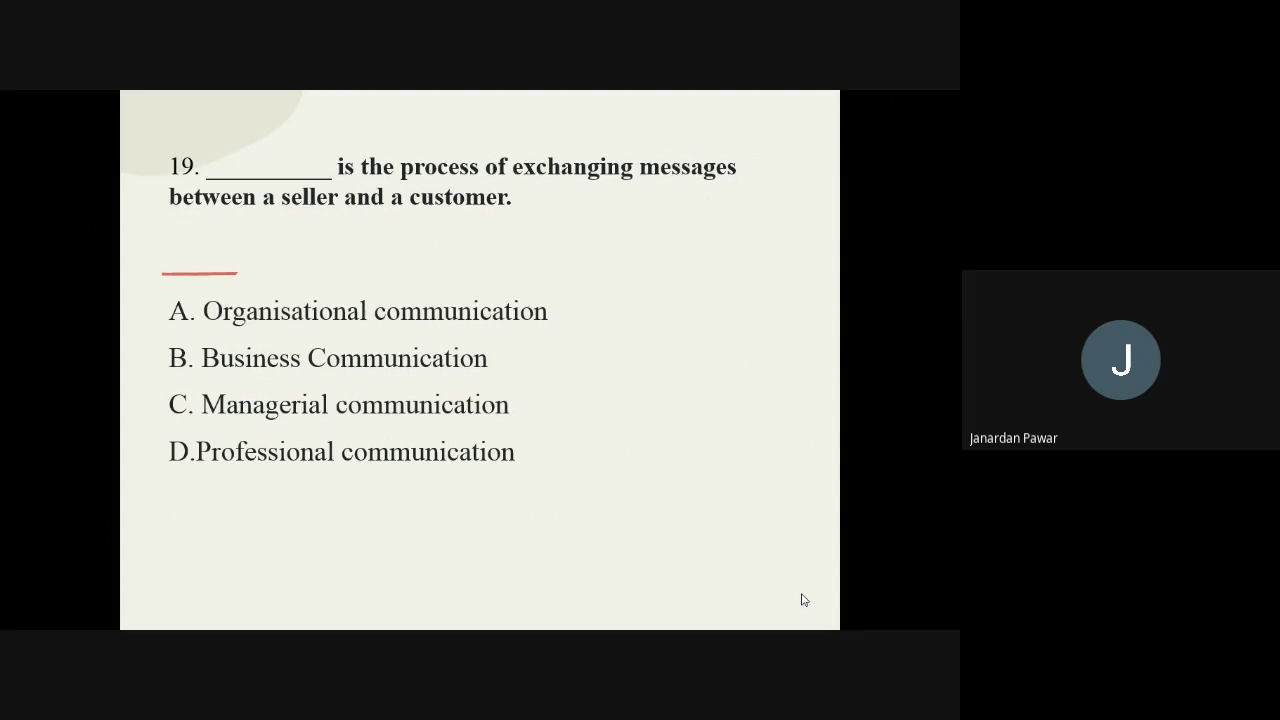 19. __________ is the process of exchanging messages
between a seller and a customer.
A. Organisational communication
B. Business Communication
C. Managerial communication
D.Professional communication
J
Janardan Pawar